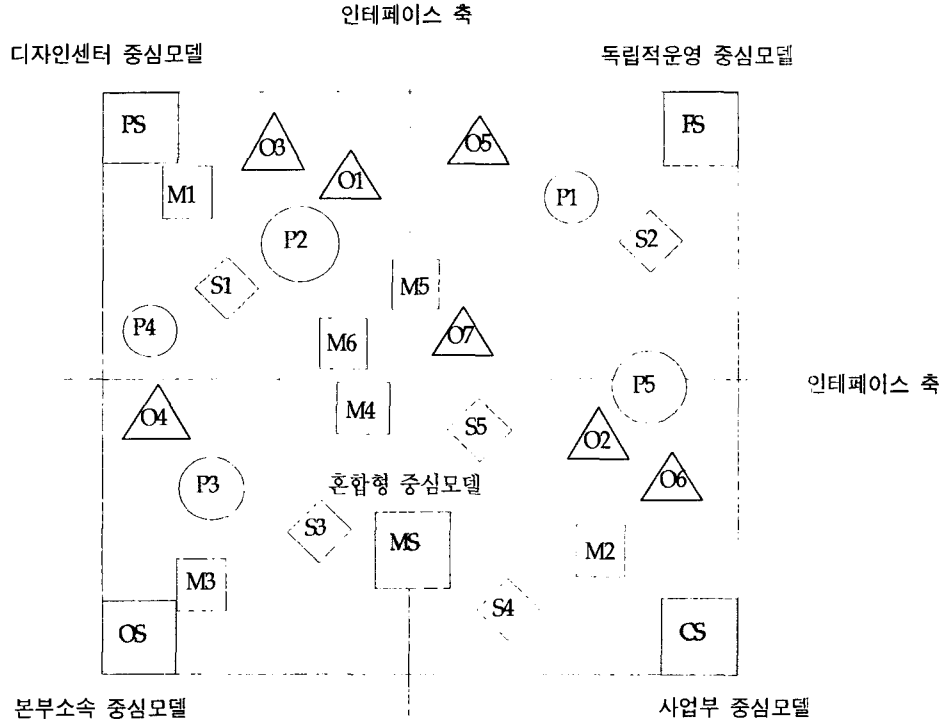 인테페이스 축
디자인센터 중심모델
독립적운영 중심모델
PS
O3
O5
FS
O1
M1
P1
P2
S2
S1
M5
P4
M6
O7
P5
인테페이스 축
O4
M4
S5
O2
O6
P3
혼합형 중심모델
S3
MS
M2
M3
S4
OS
CS
본부소속 중심모델
사업부 중심모델